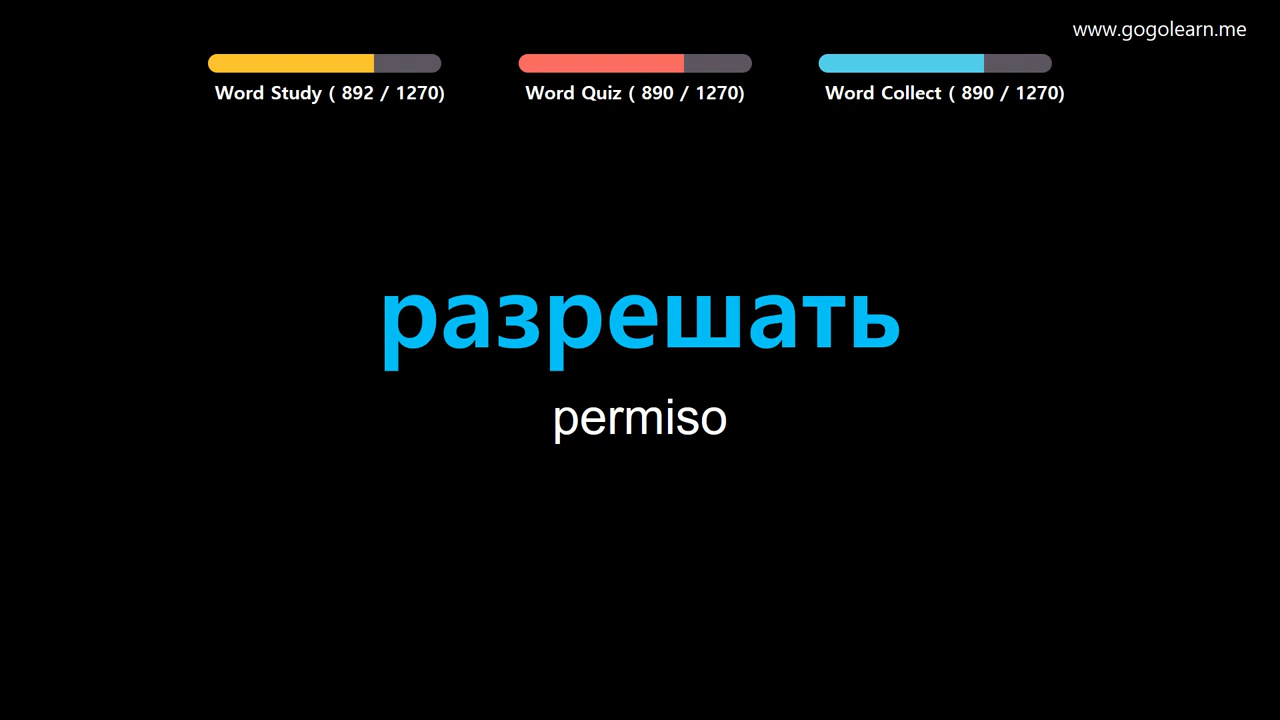 www.gogolearn.me
Word Study ( 892 / 1270)
Word Quiz ( 890 / 1270)
Word Collect ( 890 / 1270)
разрешать
permiso